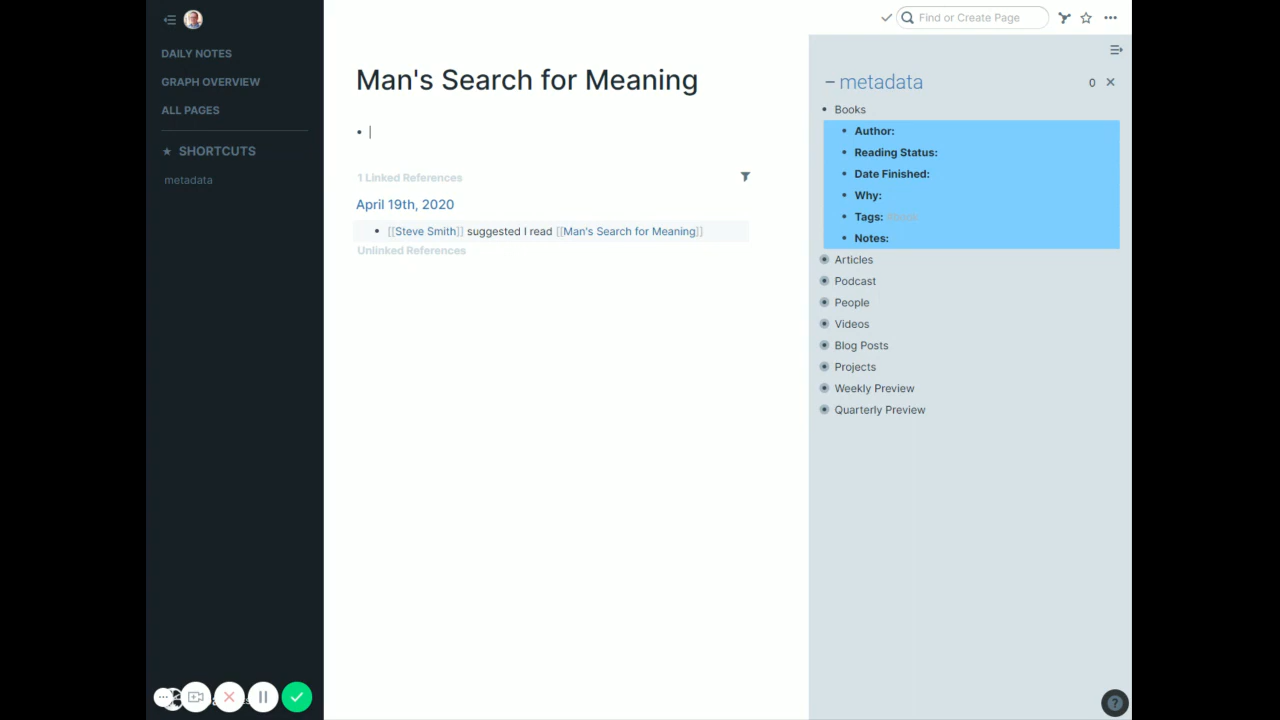 DAILY NOTES
GRAPH OVERVIEW
ALL PAGES
SHORTCUTS
metadata
Find or Create Page
Man's Search for Meaning
1 Linked References
April 19th, 2020
[[Steve Smith]] suggested I read [[Man's Search for Meaning]]
Unlinked References
metadata
0
Books
Author:
Reading Status:
Date Finished:
Why:
Tags:
Notes:
Articles
Podcast
People
Videos
Blog Posts
Projects
Weekly Preview
Quarterly Preview
?